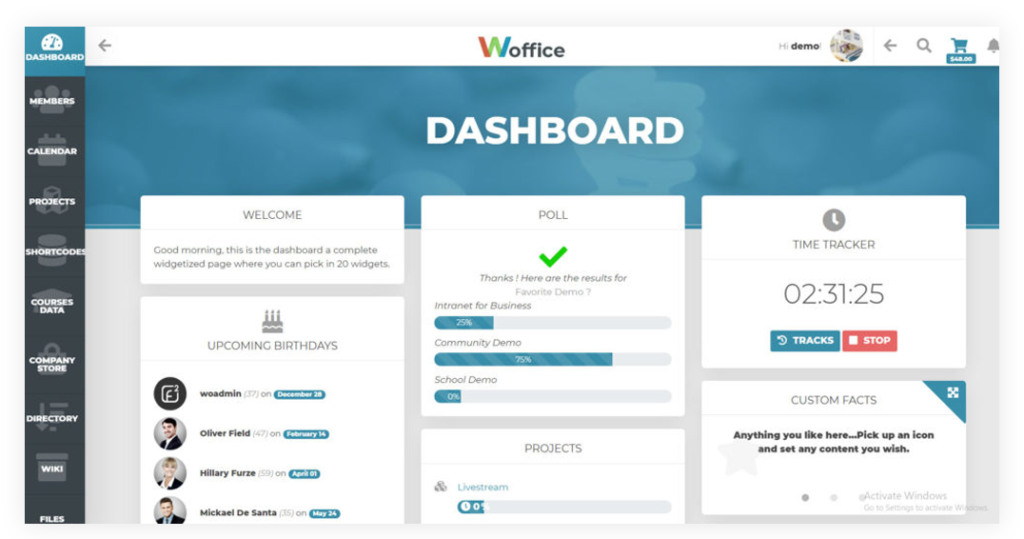 DASHBOARD
Woffice
Hi demo!
$48.00
MEMBERS
CALENDAR
PROJECTS
SHORTCODES
COURSES
DATA
COMPANY
STORE
DIRECTORY
WIKI
FILES
DASHBOARD
WELCOME
Good morning, this is the dashboard a complete
widgetized page where you can pick in 20 widgets.
UPCOMING BIRTHDAYS
woadmin (37) on December 28
Oliver Field (47) on February 14
Hillary Furze (59) on April 01
Mickael De Santa (35) on May 24
POLL
Thanks ! Here are the results for
Favorite Demo ?
Intranet for Business
25%
Community Demo
75%
School Demo
0%
PROJECTS
Livestream
0%
TIME TRACKER
02:31:25
TRACKS STOP
CUSTOM FACTS
Anything you like here...Pick up an icon
and set any content you wish.
Activate Windows
Go to Settings to activate Windows.